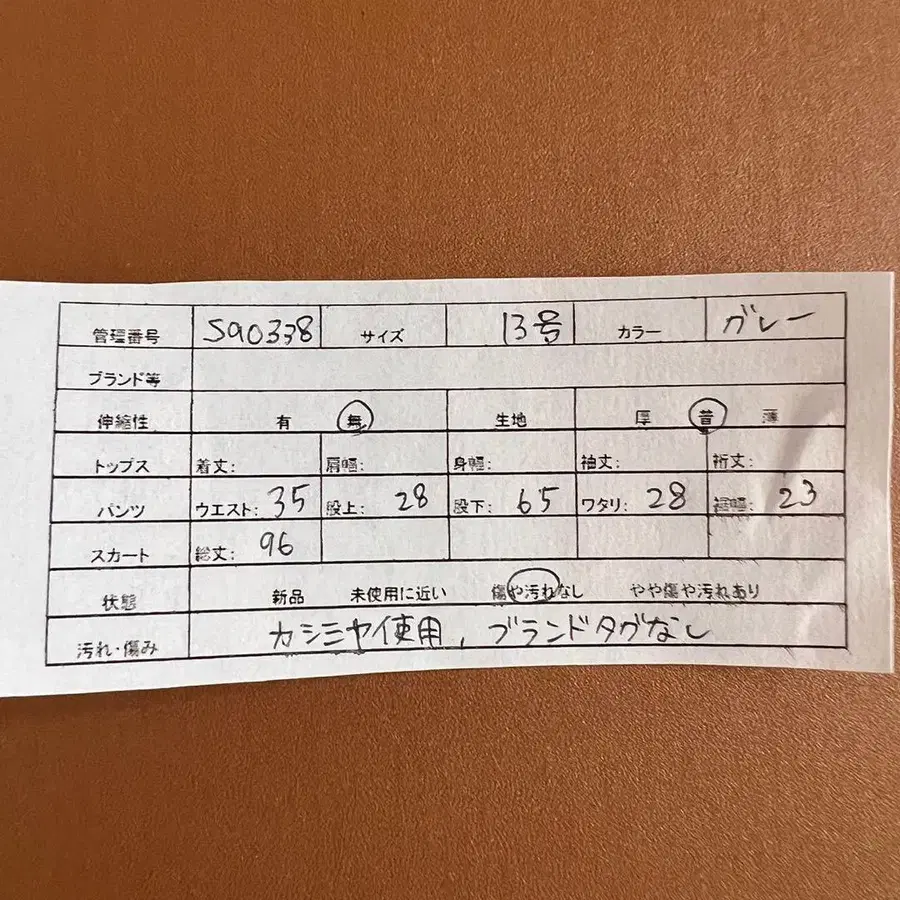 管理番号 S90338 サイズ 13号 カラー グレー
ブランド等
伸縮性 有 無 生地 厚 普 薄
トップス 着丈: 肩幅: 身幅: 袖丈: 裄丈:
パンツ ウエスト: 35 股上: 28 股下: 65 ワタリ: 28 裾幅: 23
スカート 総丈: 96
状態 新品 未使用に近い 傷や汚れなし やや傷や汚れあり
汚れ・傷み カシミヤ使用, ブランドタグなし